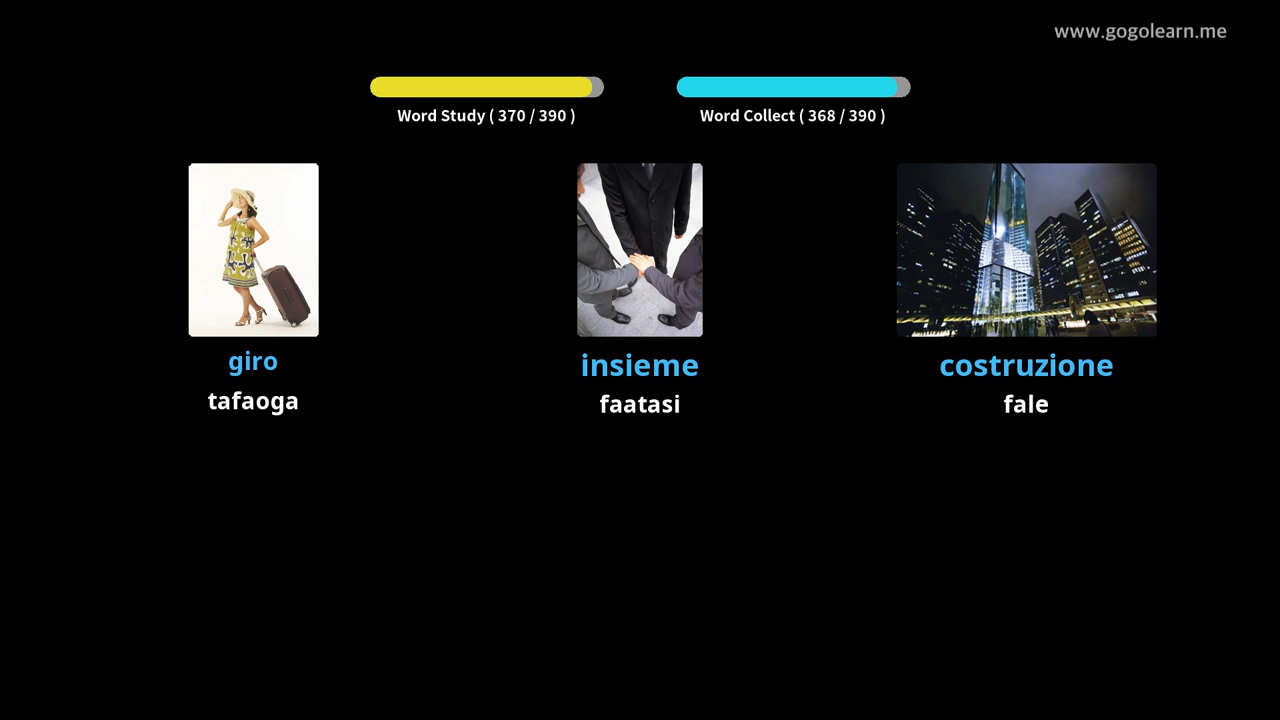 www.gogolearn.me
Word Study ( 370 / 390 )
Word Collect ( 368 / 390 )
giro
tafaoga
insieme
faatasi
costruzione
fale